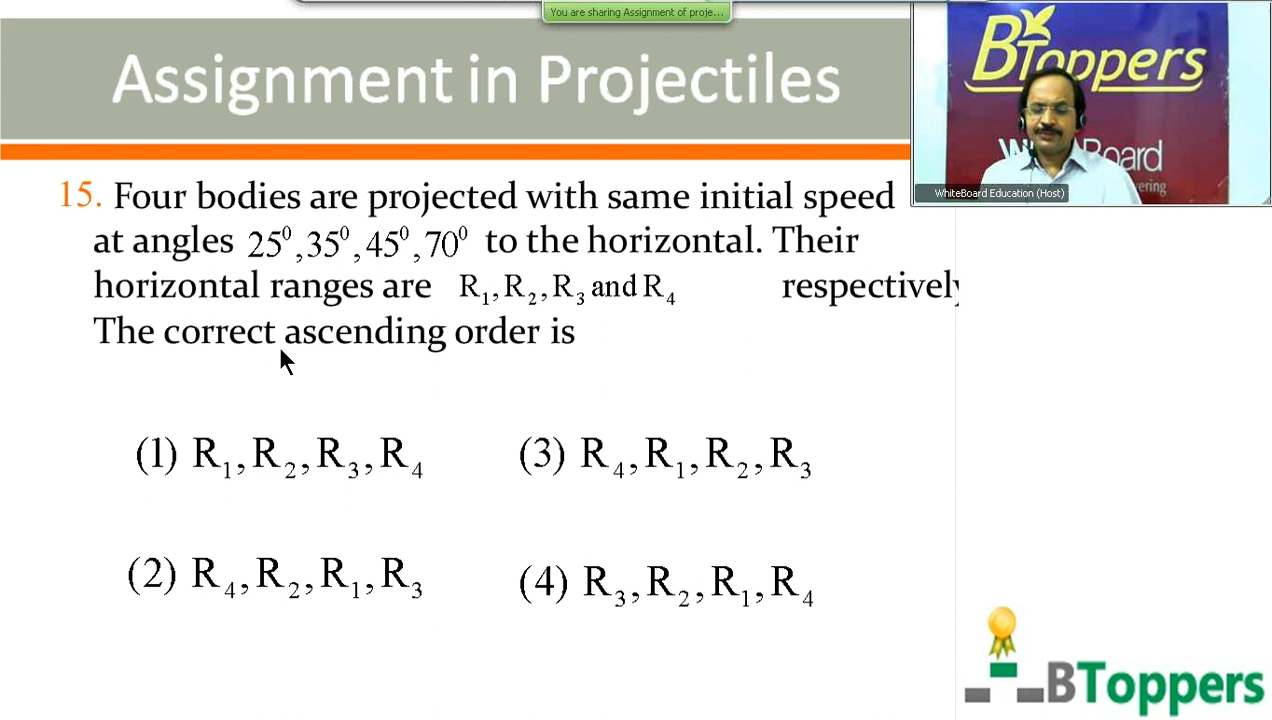 You are sharing Assignment of proje...
Assignment in Projectiles
BToppers
Board
WhiteBoard Education (Host)
15. Four bodies are projected with same initial speed
at angles 25⁰, 35⁰, 45⁰, 70⁰ to the horizontal. Their
horizontal ranges are R₁, R₂, R₃ and R₄ respectively
The correct ascending order is
(1) R₁, R₂, R₃, R₄ (3) R₄, R₁, R₂, R₃
(2) R₄, R₂, R₁, R₃ (4) R₃, R₂, R₁, R₄
BToppers